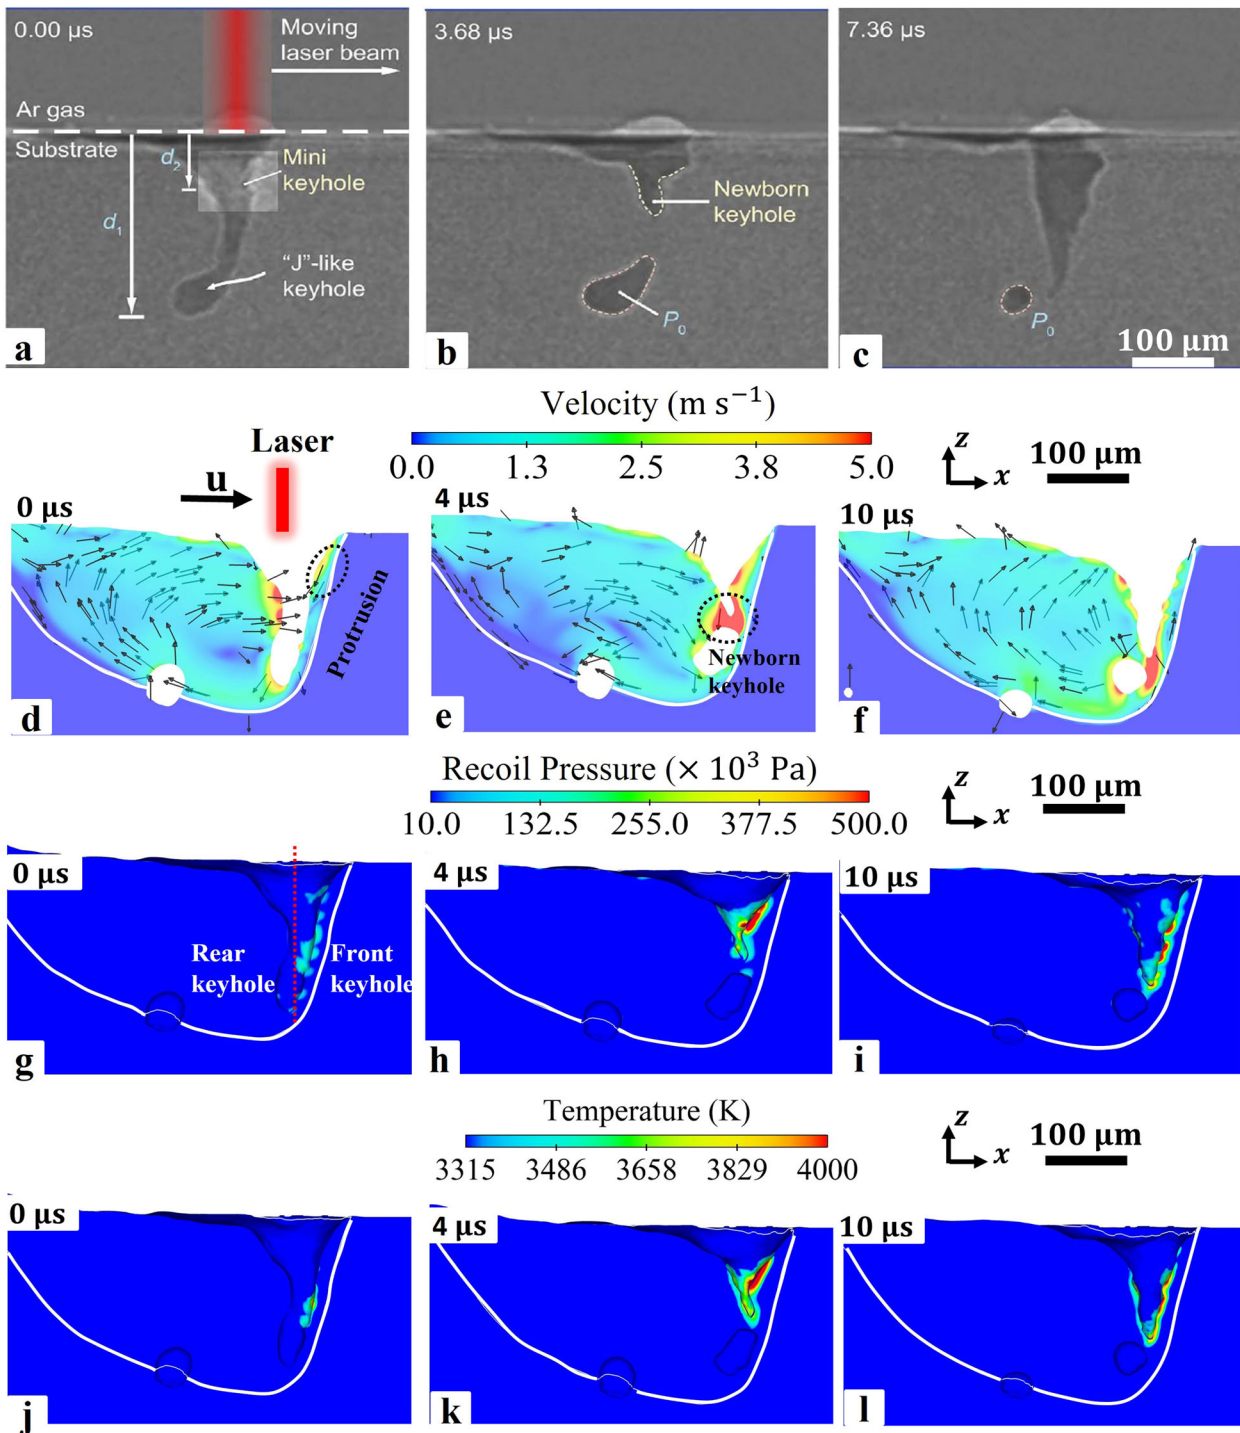 0.00 µs
Moving
laser beam
Ar gas
Substrate
d2
Mini
keyhole
d1
"J"-like
keyhole
a
3.68 µs
Newborn
keyhole
P0
b
7.36 µs
P0
c
100 µm
Velocity (m s−1)
0.0 1.3 2.5 3.8 5.0
z
x
100 µm
Laser
u
0 µs
Protrusion
d
4 µs
Newborn
keyhole
e
10 µs
f
Recoil Pressure (× 10³ Pa)
10.0 132.5 255.0 377.5 500.0
z
x
100 µm
0 µs
Rear
keyhole
Front
keyhole
g
4 µs
h
10 µs
i
Temperature (K)
3315 3486 3658 3829 4000
z
x
100 µm
0 µs
j
4 µs
k
10 µs
l